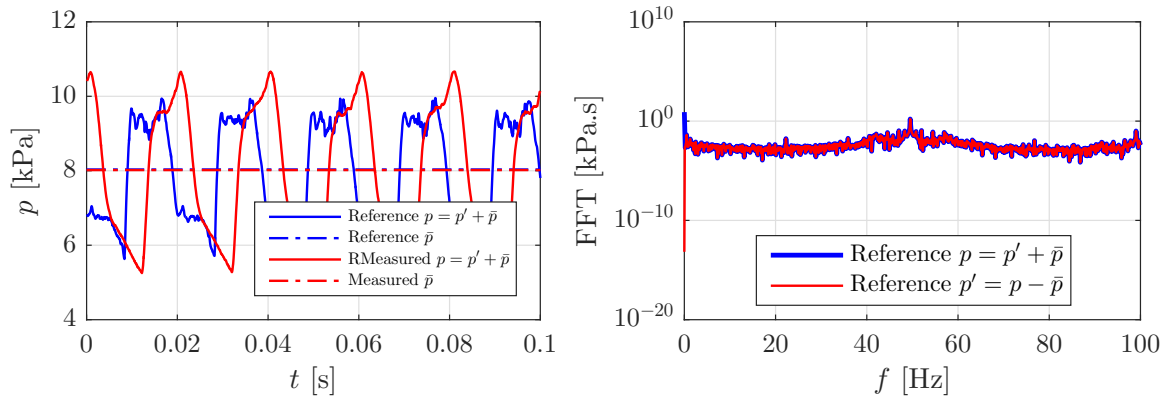 12
10
8
6
4
p [kPa]
0
0.02
0.04
0.06
0.08
0.1
t [s]
Reference p = p′ + p̄
Reference p̄
RMeasured p = p′ + p̄
Measured p̄
10^10
10^0
10^−10
10^−20
FFT [kPa.s]
0
20
40
60
80
100
f [Hz]
Reference p = p′ + p̄
Reference p′ = p − p̄